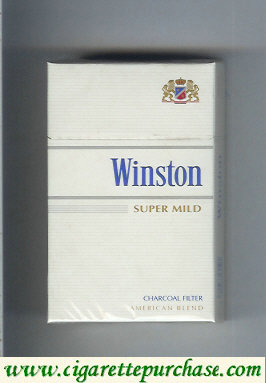 Winston
SUPER MILD
CHARCOAL FILTER
AMERICAN BLEND
www.cigarettepurchase.com